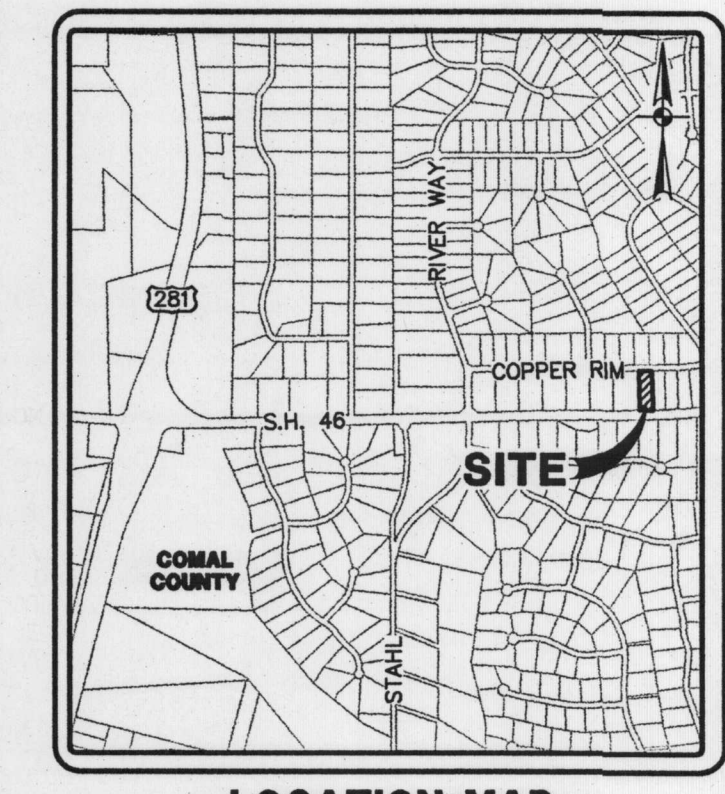 RIVER WAY
281
COPPER RIM
S.H. 46
SITE
COMAL
COUNTY
STAHL
LOCATION MAP